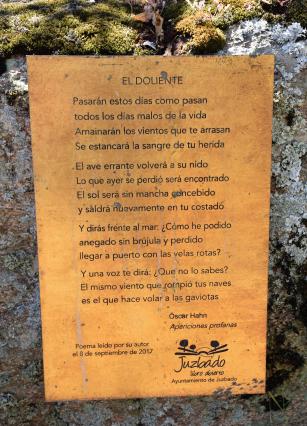 EL DOLIENTE
Pasarán estos días como pasan
todos los días malos de la vida
Amainarán los vientos que te arrasan
Se estancará la sangre de tu herida
El ave errante volverá a su nido
Lo que ayer se perdió será encontrado
El sol será sin mancha concebido
y saldrá nuevamente en tu costado
Y dirás frente al mar: ¿Cómo he podido
anegado sin brújula y perdido
llegar a puerto con las velas rotas?
Y una voz te dirá: ¿Que no lo sabes?
El mismo viento que rompió tus naves
es el que hace volar a las gaviotas
Óscar Hahn
Apariciones profanas
Poema leído por su autor
el 8 de septiembre de 2017
Juzbado
libro abierto
Ayuntamiento de Juzbado